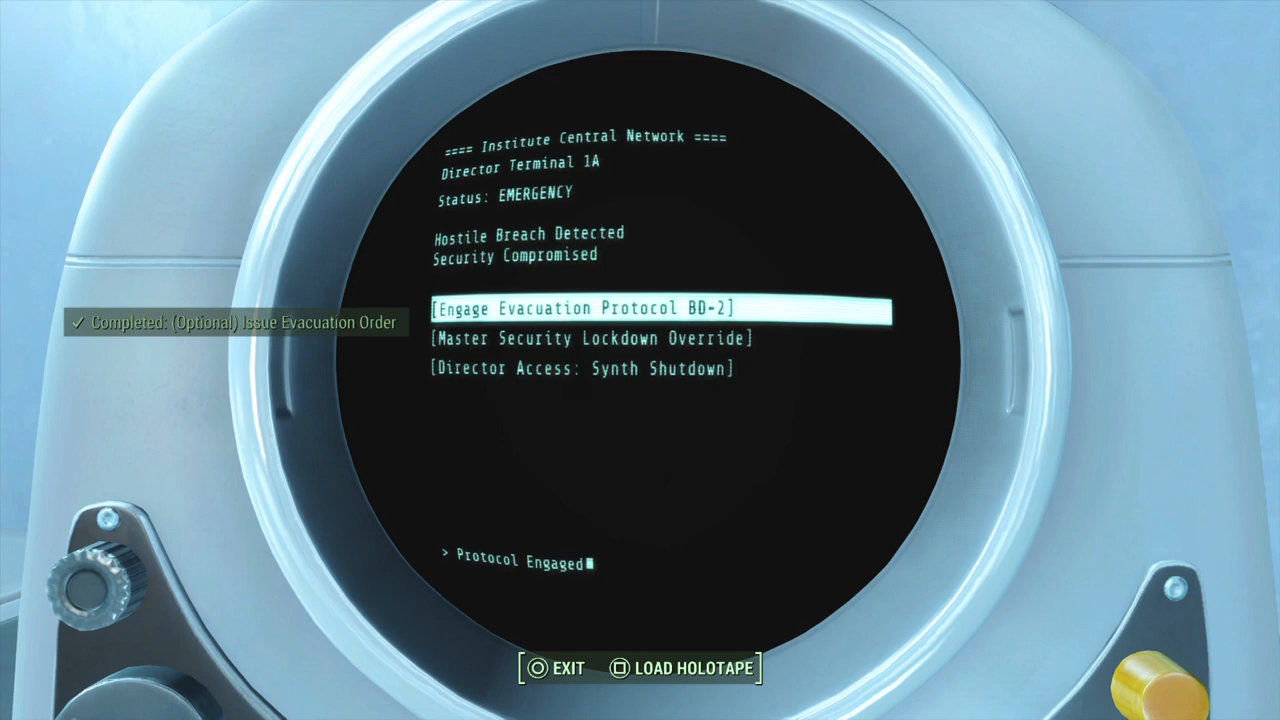 ==== Institute Central Network ====
Director Terminal 1A
Status: EMERGENCY
Hostile Breach Detected
Security Compromised
[Engage Evacuation Protocol BD-2]
✓ Completed: (Optional) Issue Evacuation Order
[Master Security Lockdown Override]
[Director Access: Synth Shutdown]
> Protocol Engaged
EXIT LOAD HOLOTAPE